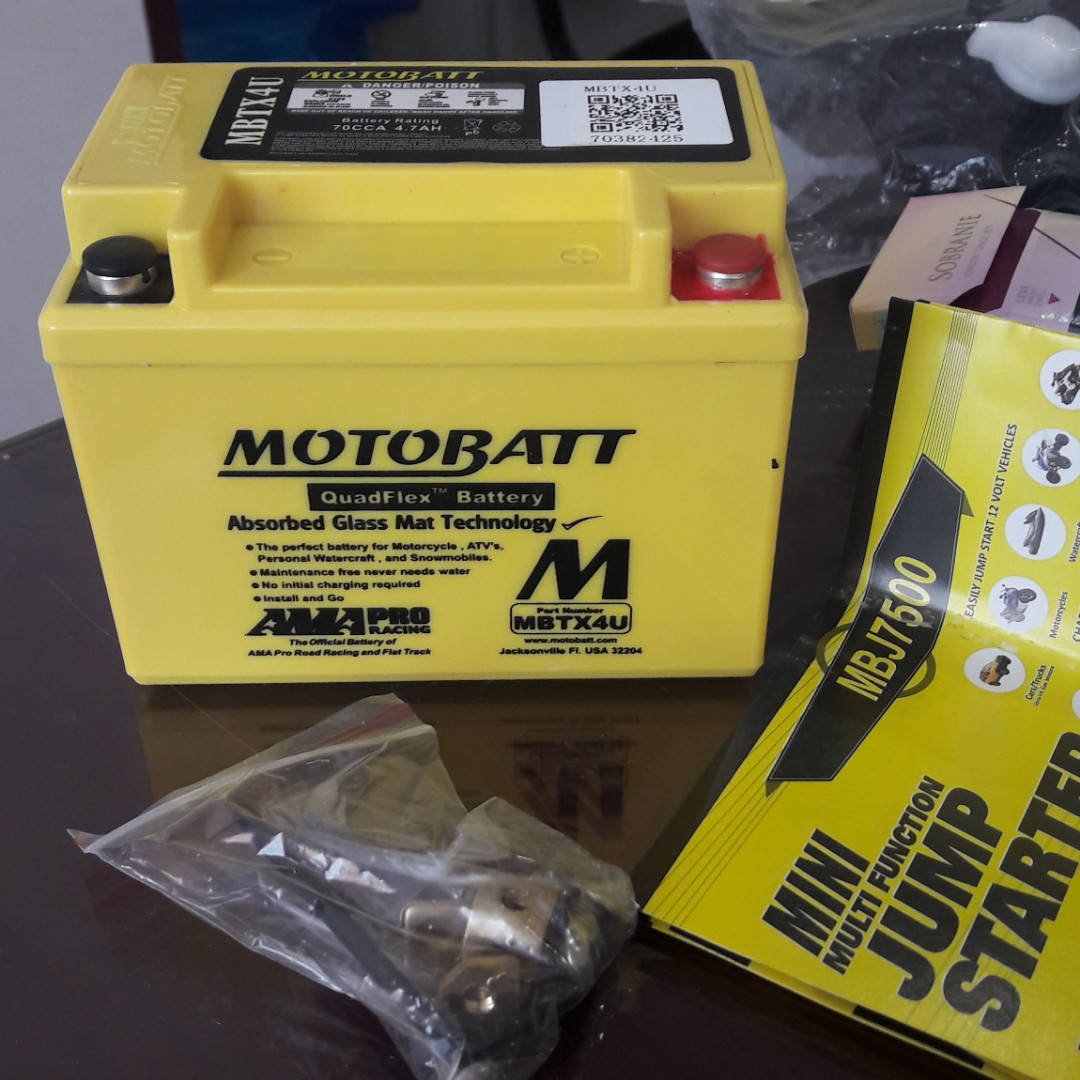 MBTX4U
MOTOBATT
DANGER/POISON
Battery Rating
70CCA 4.7AH
MBTX4U
70382425
MOTOBATT
MOTOBATT
QuadFlex™ Battery
Absorbed Glass Mat Technology
The perfect battery for Motorcycle , ATV's,
Personal Watercraft , and Snowmobiles.
Maintenance free never needs water
No initial charging required
Install and Go
AMA PRO
RACING
The Official Battery of
AMA Pro Road Racing and Flat Track
M
Part Number
MBTX4U
www.motobatt.com
Jacksonville Fl. USA 32204
SOBRANIE
EASILY JUMP START 12 VOLT VEHICLES
MBJ7500
Motorcycles
Cars/Trucks
MINI
MULTI FUNCTION
JUMP
STARTER